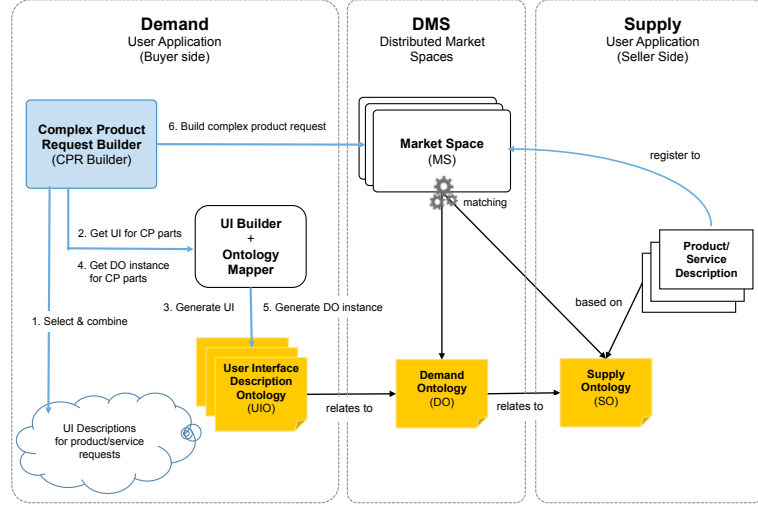 Demand
User Application
(Buyer side)
DMS
Distributed Market
Spaces
Supply
User Application
(Seller Side)
Complex Product
Request Builder
(CPR Builder)
6. Build complex product request
Market Space
(MS)
register to
matching
2. Get UI for CP parts
4. Get DO instance
for CP parts
UI Builder
+
Ontology
Mapper
Product/
Service
Description
based on
3. Generate UI
5. Generate DO instance
1. Select & combine
User Interface
Description
Ontology
(UIO)
relates to
Demand
Ontology
(DO)
relates to
Supply
Ontology
(SO)
UI Descriptions
for product/service
requests